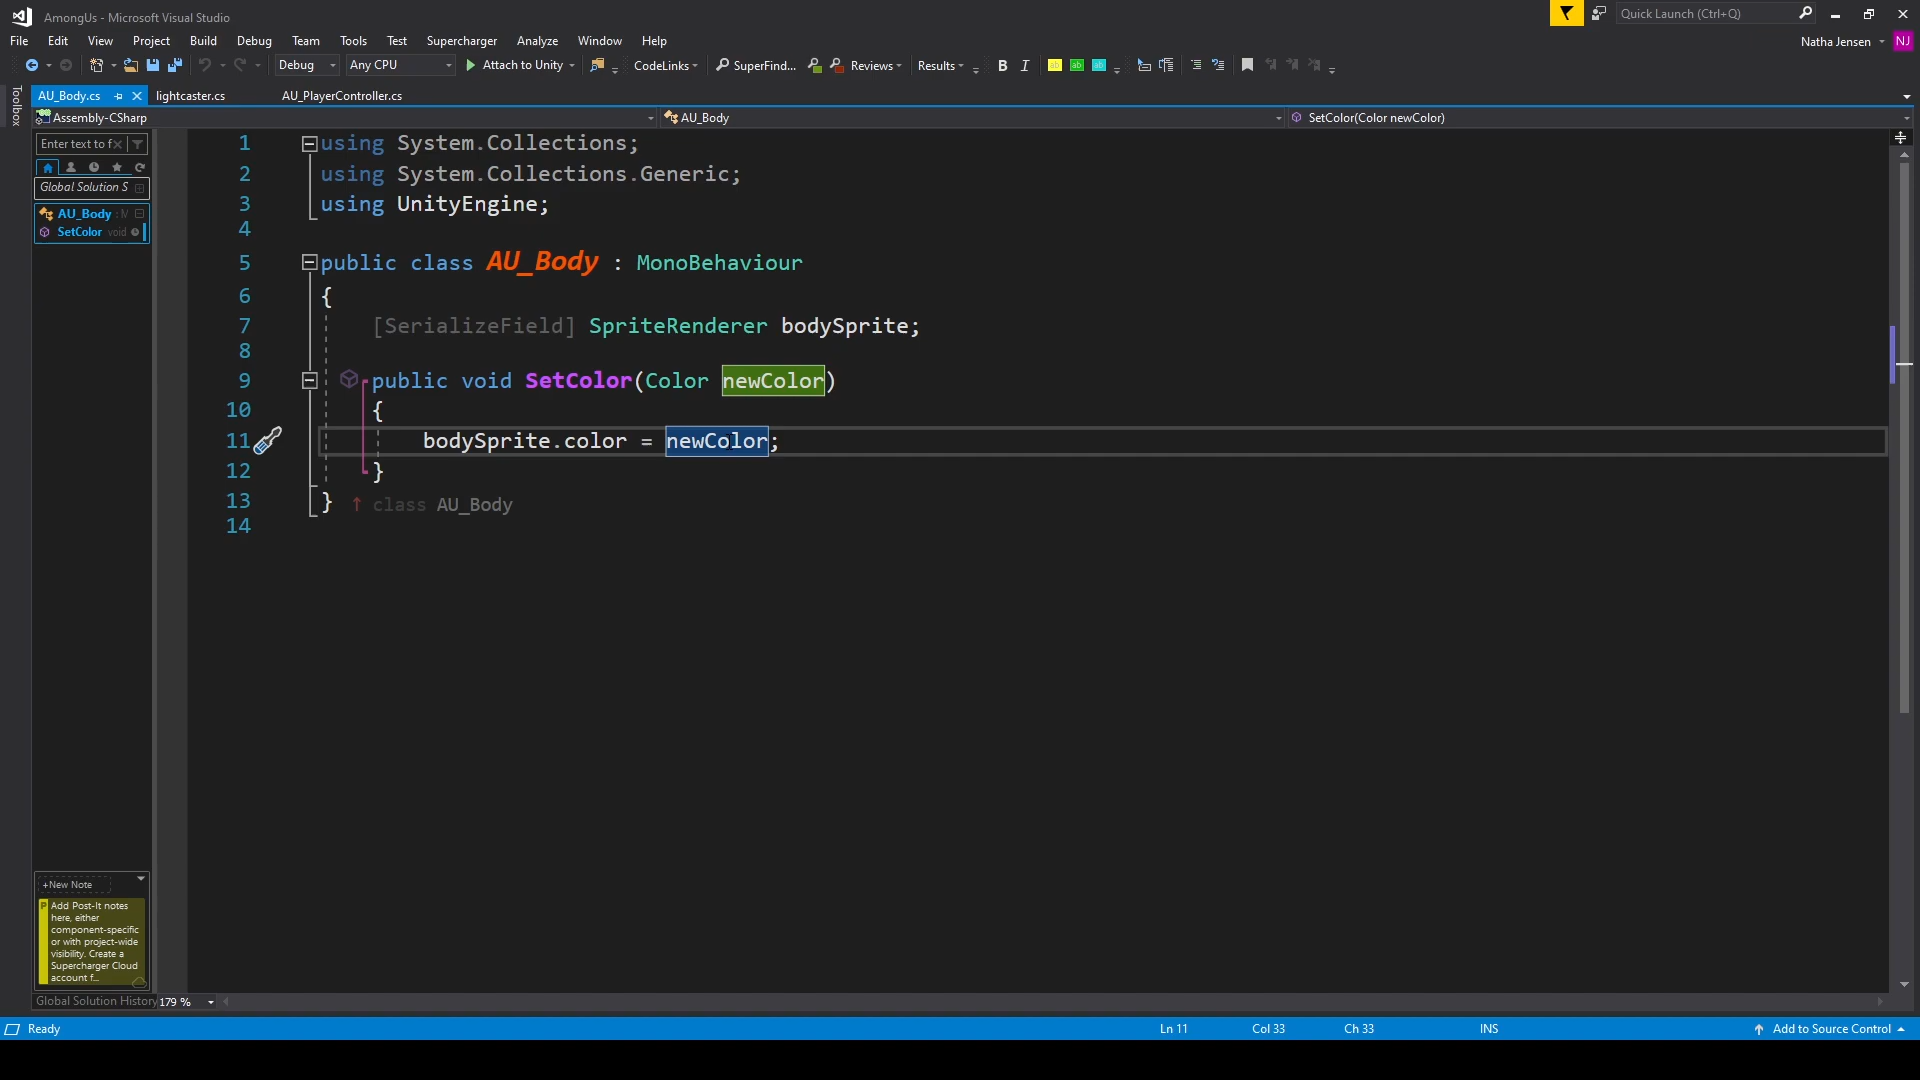 AmongUs - Microsoft Visual Studio
Quick Launch (Ctrl+Q)
File Edit View Project Build Debug Team Tools Test Supercharger Analyze Window Help
Natha Jensen NJ
Debug Any CPU Attach to Unity CodeLinks SuperFind... Reviews Results B I ab ab ab
Toolbox
AU_Body.cs lightcaster.cs AU_PlayerController.cs
Assembly-CSharp AU_Body SetColor(Color newColor)
Enter text to f
Global Solution S
AU_Body : M
SetColor void
1 using System.Collections;
2 using System.Collections.Generic;
3 using UnityEngine;
4
5 public class AU_Body : MonoBehaviour
6 {
7 [SerializeField] SpriteRenderer bodySprite;
8
9 public void SetColor(Color newColor)
10 {
11 bodySprite.color = newColor;
12 }
13 } ↑ class AU_Body
14
+New Note
P Add Post-It notes
here, either
component-specific
or with project-wide
visibility. Create a
Supercharger Cloud
account f...
Global Solution History
179 %
Ready
Ln 11 Col 33 Ch 33 INS
Add to Source Control